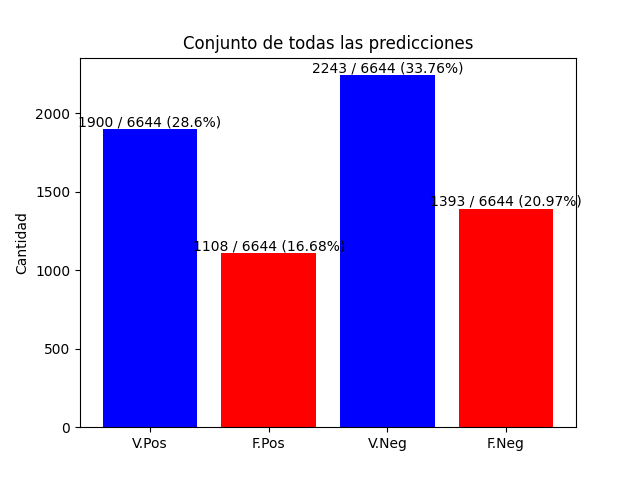 Conjunto de todas las predicciones
2243 / 6644 (33.76%)
1900 / 6644 (28.6%)
1393 / 6644 (20.97%)
1108 / 6644 (16.68%)
Cantidad
2000
1500
1000
500
0
V.Pos
F.Pos
V.Neg
F.Neg